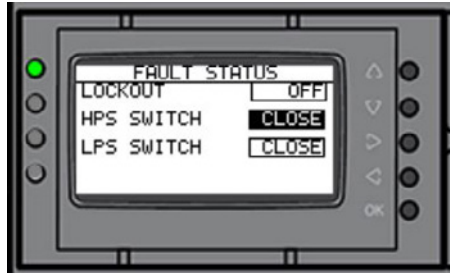 FAULT STATUS
LOCKOUT OFF
HPS SWITCH CLOSE
LPS SWITCH CLOSE
OK